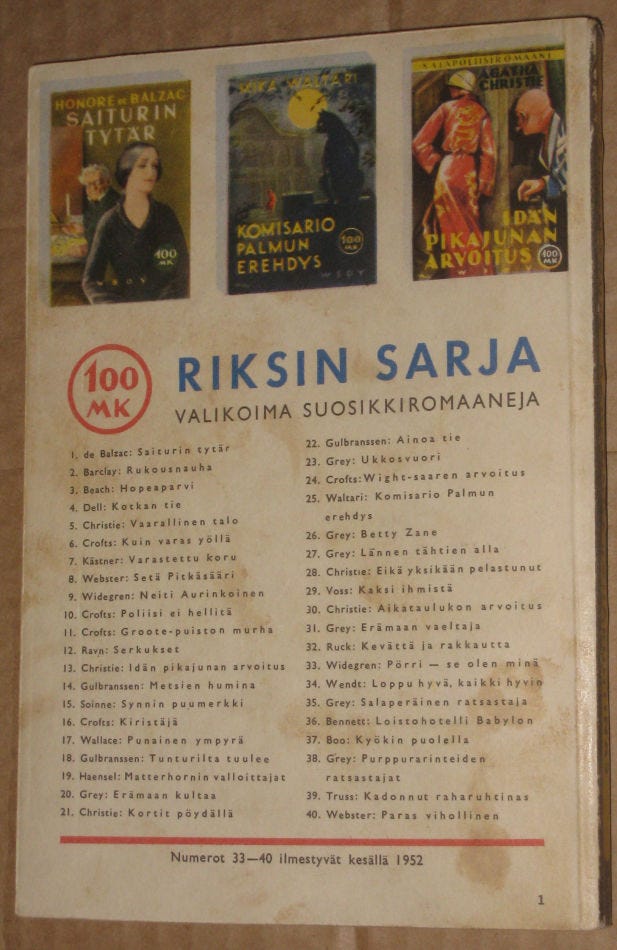 HONORE DE BALZAC
SAITURIN
TYTÄR
100
MK
WSOY
MIKA WALTARI
KOMISARIO
PALMUN
EREHDYS
100
MK
WSOY
SALAPOLIISIROMAANI
AGATHA
CHRISTIE
IDÄN
PIKAJUNAN
ARVOITUS
100
MK
100
MK
RIKSIN SARJA
VALIKOIMA SUOSIKKIROMAANEJA
1. de Balzac: Saiturin tytär
2. Barclay: Rukousnauha
3. Beach: Hopeaparvi
4. Dell: Kotkan tie
5. Christie: Vaarallinen talo
6. Crofts: Kuin varas yöllä
7. Kästner: Varastettu koru
8. Webster: Setä Pitkäsääri
9. Widegren: Neiti Aurinkoinen
10. Crofts: Poliisi ei hellitä
11. Crofts: Groote-puiston murha
12. Ravn: Serkukset
13. Christie: Idän pikajunan arvoitus
14. Gulbranssen: Metsien humina
15. Soinne: Synnin puumerkki
16. Crofts: Kiristäjä
17. Wallace: Punainen ympyrä
18. Gulbranssen: Tunturilta tuulee
19. Haensel: Matterhornin valloittajat
20. Grey: Erämaan kultaa
21. Christie: Kortit pöydällä
22. Gulbranssen: Ainoa tie
23. Grey: Ukkosvuori
24. Crofts: Wight-saaren arvoitus
25. Waltari: Komisario Palmun
erehdys
26. Grey: Betty Zane
27. Grey: Lännen tähtien alla
28. Christie: Eikä yksikään pelastunut
29. Voss: Kaksi ihmistä
30. Christie: Aikataulukon arvoitus
31. Grey: Erämaan vaeltaja
32. Ruck: Kevättä ja rakkautta
33. Widegren: Pörri — se olen minä
34. Wendt: Loppu hyvä, kaikki hyvin
35. Grey: Salaperäinen ratsastaja
36. Bennett: Loistohotelli Babylon
37. Boo: Kyökin puolella
38. Grey: Purppurarinteiden
ratsastajat
39. Truss: Kadonnut raharuhtinas
40. Webster: Paras vihollinen
Numerot 33—40 ilmestyvät kesällä 1952
1